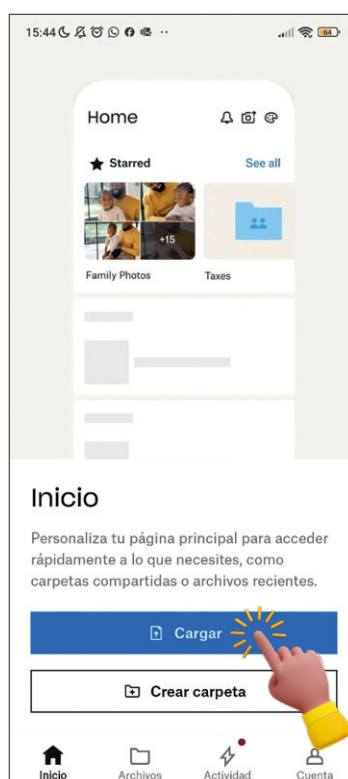 15:44
64
Home
Starred
See all
+15
Family Photos
Taxes
Inicio
Personaliza tu página principal para acceder
rápidamente a lo que necesites, como
carpetas compartidas o archivos recientes.
Cargar
Crear carpeta
Inicio
Archivos
Actividad
Cuenta